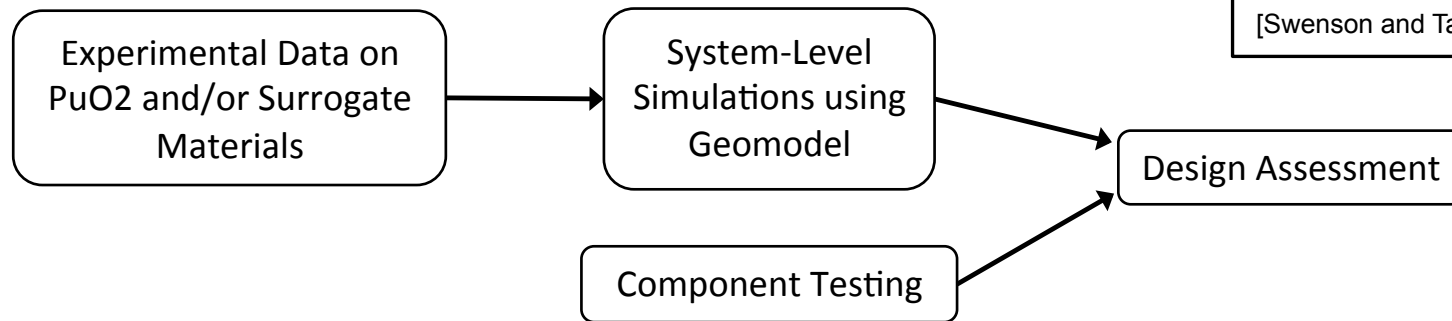 [Swenson and
Experimental Data on
PuO2 and/or Surrogate
Materials
System-Level
Simulations using
Geomodel
Design Assessment
Component Testing